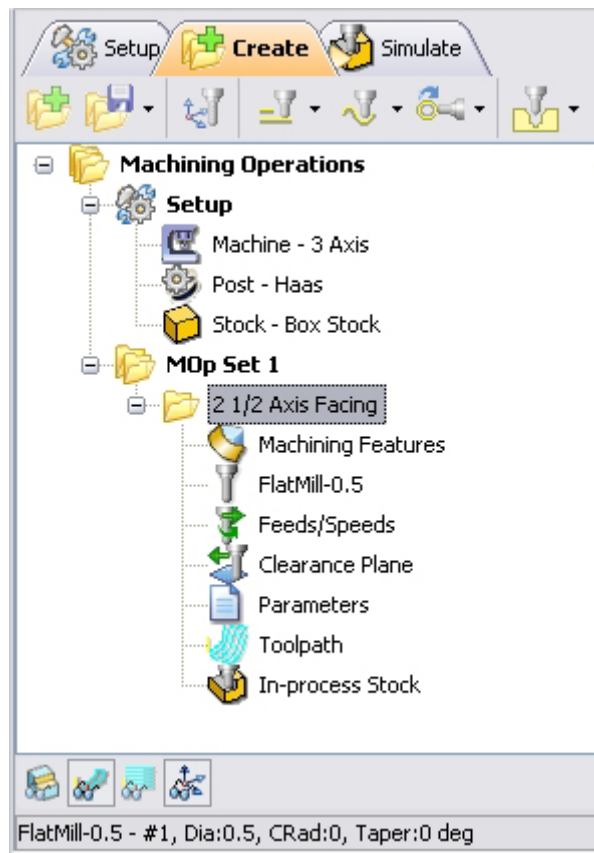 Setup Create Simulate
Machining Operations
Setup
Machine - 3 Axis
Post - Haas
Stock - Box Stock
MOp Set 1
2 1/2 Axis Facing
Machining Features
FlatMill-0.5
Feeds/Speeds
Clearance Plane
Parameters
Toolpath
In-process Stock
FlatMill-0.5 - #1, Dia:0.5, CRad:0, Taper:0 deg